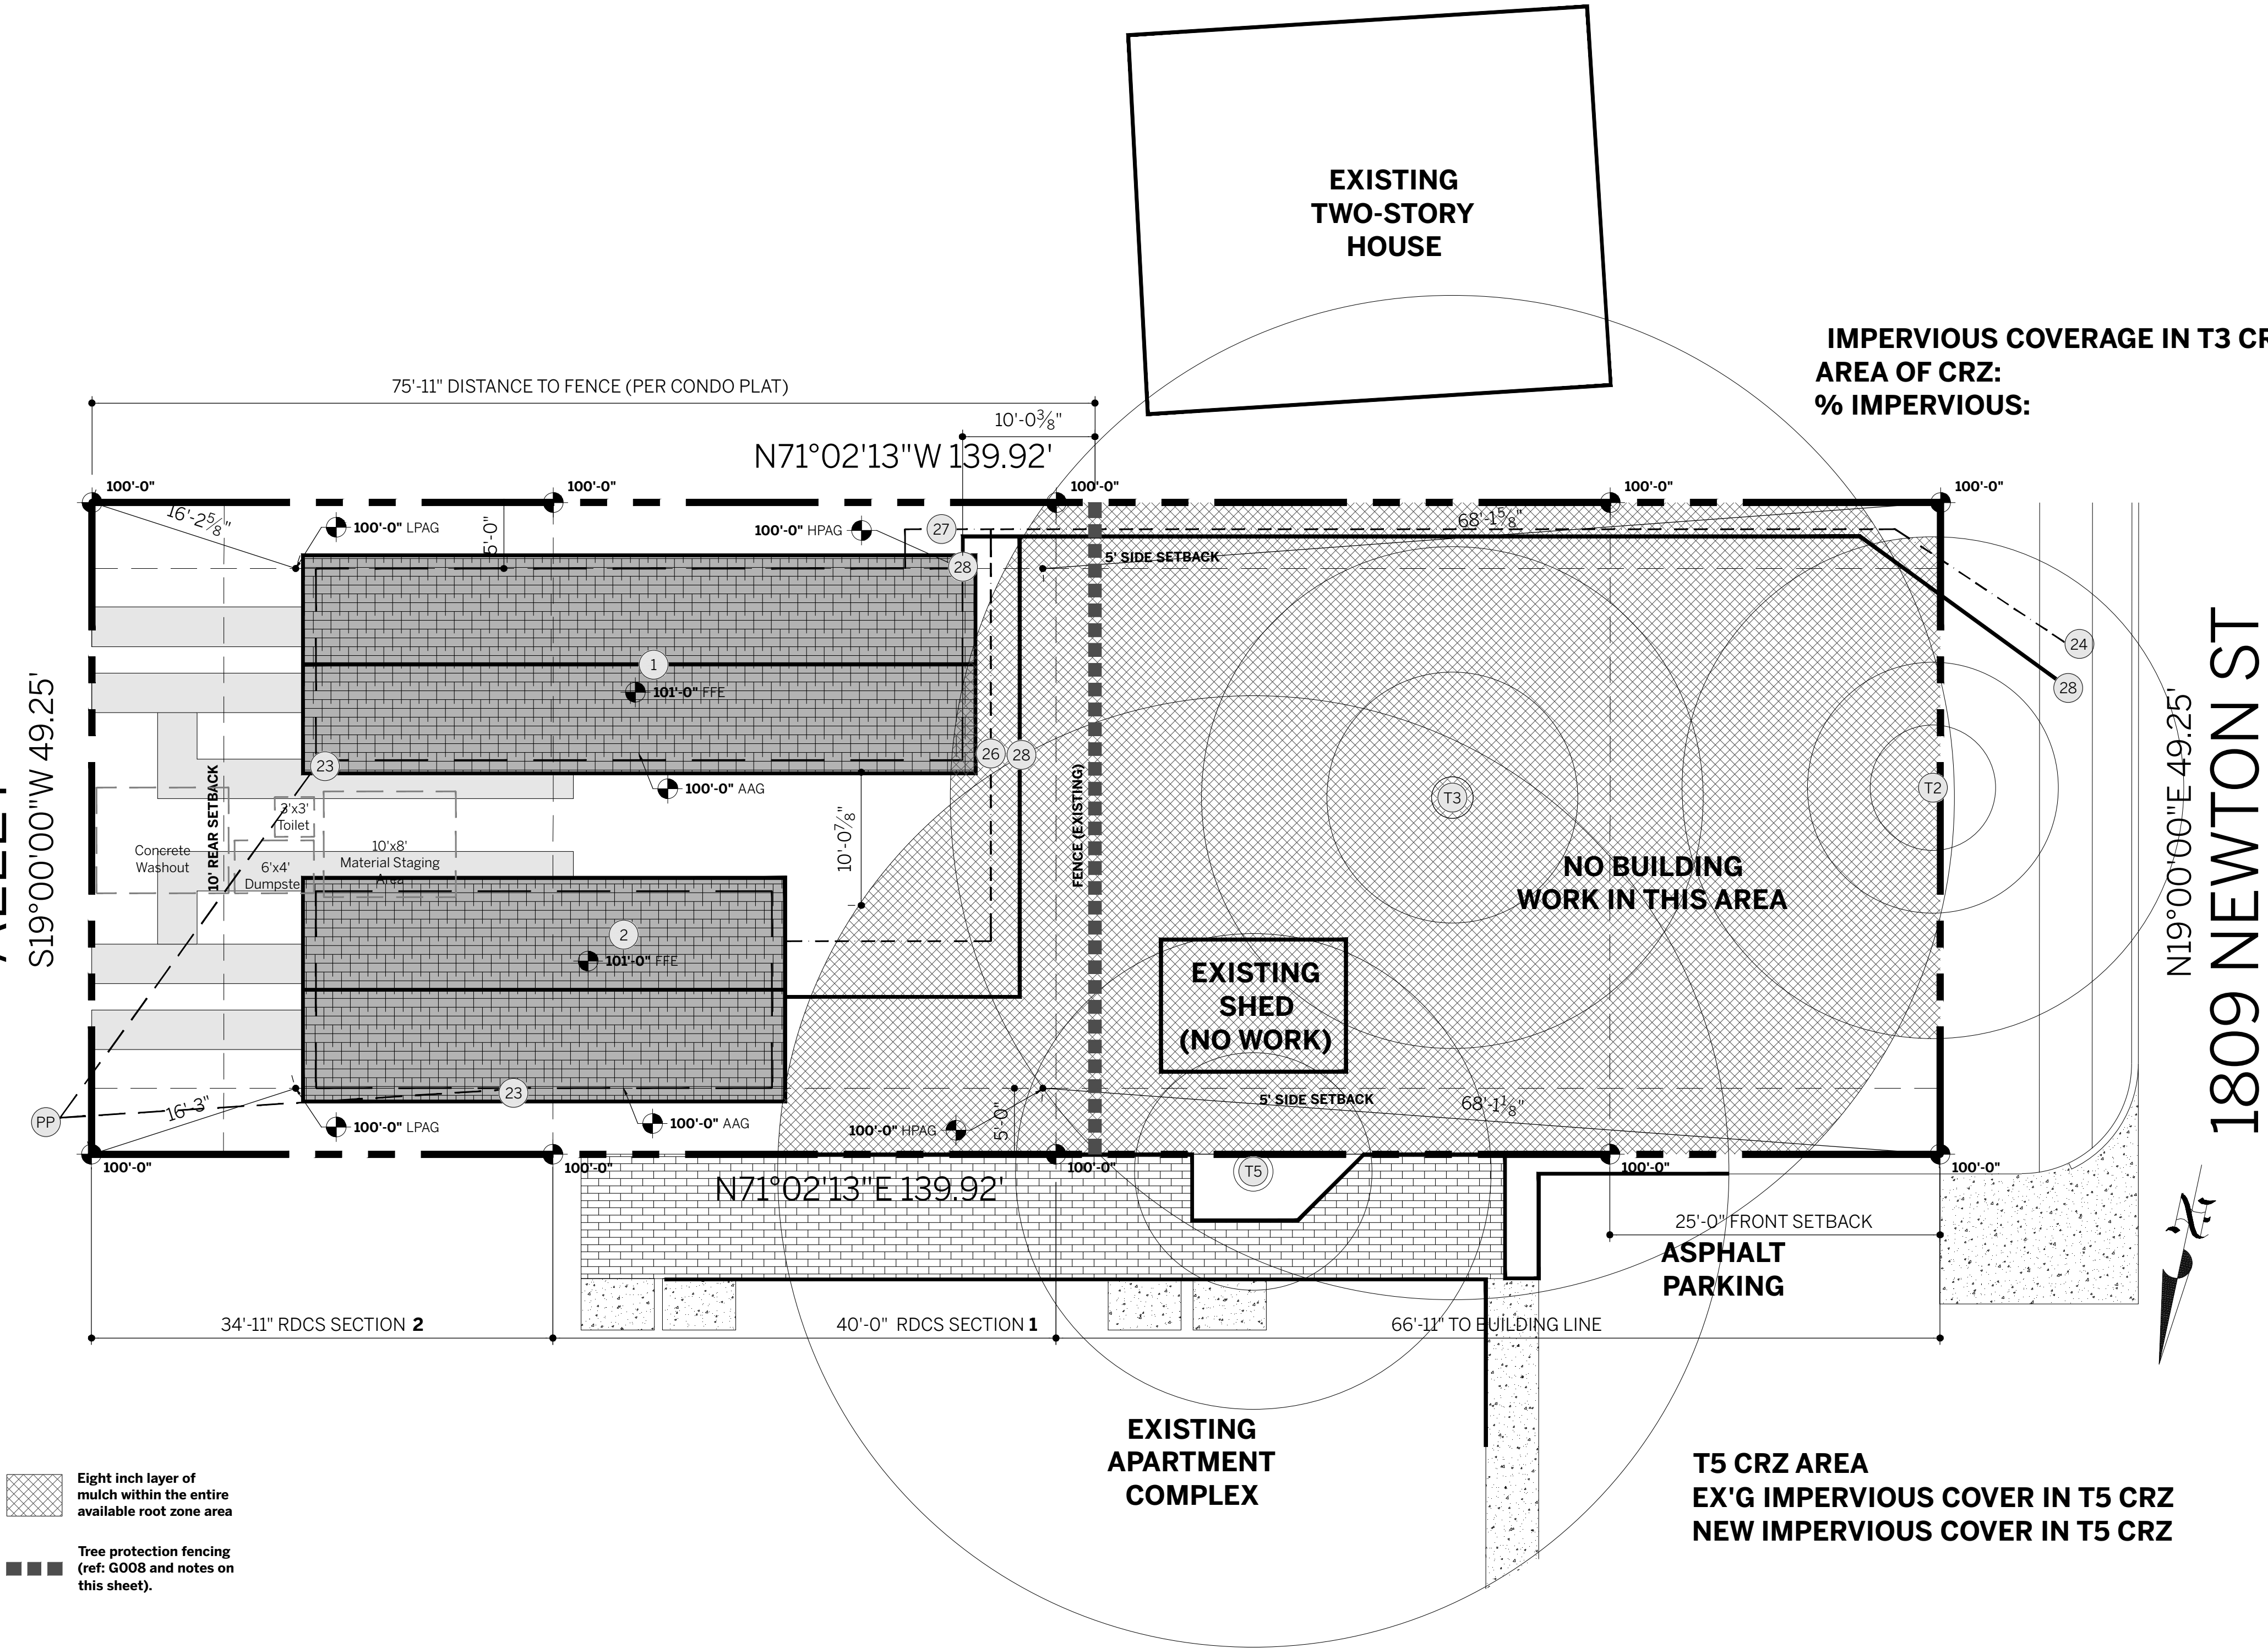 EXISTING
TWO-STORY
HOUSE
IMPERVIOUS COVERAGE IN T3
AREA OF CRZ:
% IMPERVIOUS:
75'-11" DISTANCE TO FENCE (PER CONDO PLAT)
10'-0⅜"
N71°02'13"W 139.92'
100'-0"
100'-0"
100'-0"
100'-0"
100'-0"
16'-2⅝"
100'-0" LPAG
5'-0"
100'-0" HPAG
27
68'-1⅝"
5' SIDE SETBACK
28
24
28
1
101'-0" FFE
26
28
23
100'-0" AAG
T3
T2
S19°00'00"W 49.25'
10' REAR SETBACK
3'x3'
Toilet
Concrete
Washout
6'x4'
10'x8'
Material Staging
Area
10'-0⅞"
FENCE (EXISTING)
NO BUILDING
WORK IN THIS AREA
N19°00'00"E 49.25'
1809 NEWTON ST
2
101'-0" FFE
EXISTING
SHED
(NO WORK)
23
PP
16'-3"
100'-0" LPAG
100'-0" AAG
100'-0" HPAG
5'-0"
5' SIDE SETBACK
68'-1⅛"
100'-0"
100'-0"
100'-0"
100'-0"
100'-0"
T5
N71°02'13"E 139.92'
25'-0" FRONT SETBACK
ASPHALT
PARKING
34'-11" RDCS SECTION 2
40'-0" RDCS SECTION 1
66'-11" TO BUILDING LINE
EXISTING
APARTMENT
COMPLEX
T5 CRZ AREA
EX'G IMPERVIOUS COVER IN T5 CRZ
NEW IMPERVIOUS COVER IN T5 CRZ
Eight inch layer of
mulch within the entire
available root zone area
Tree protection fencing
(ref: G008 and notes on
this sheet).